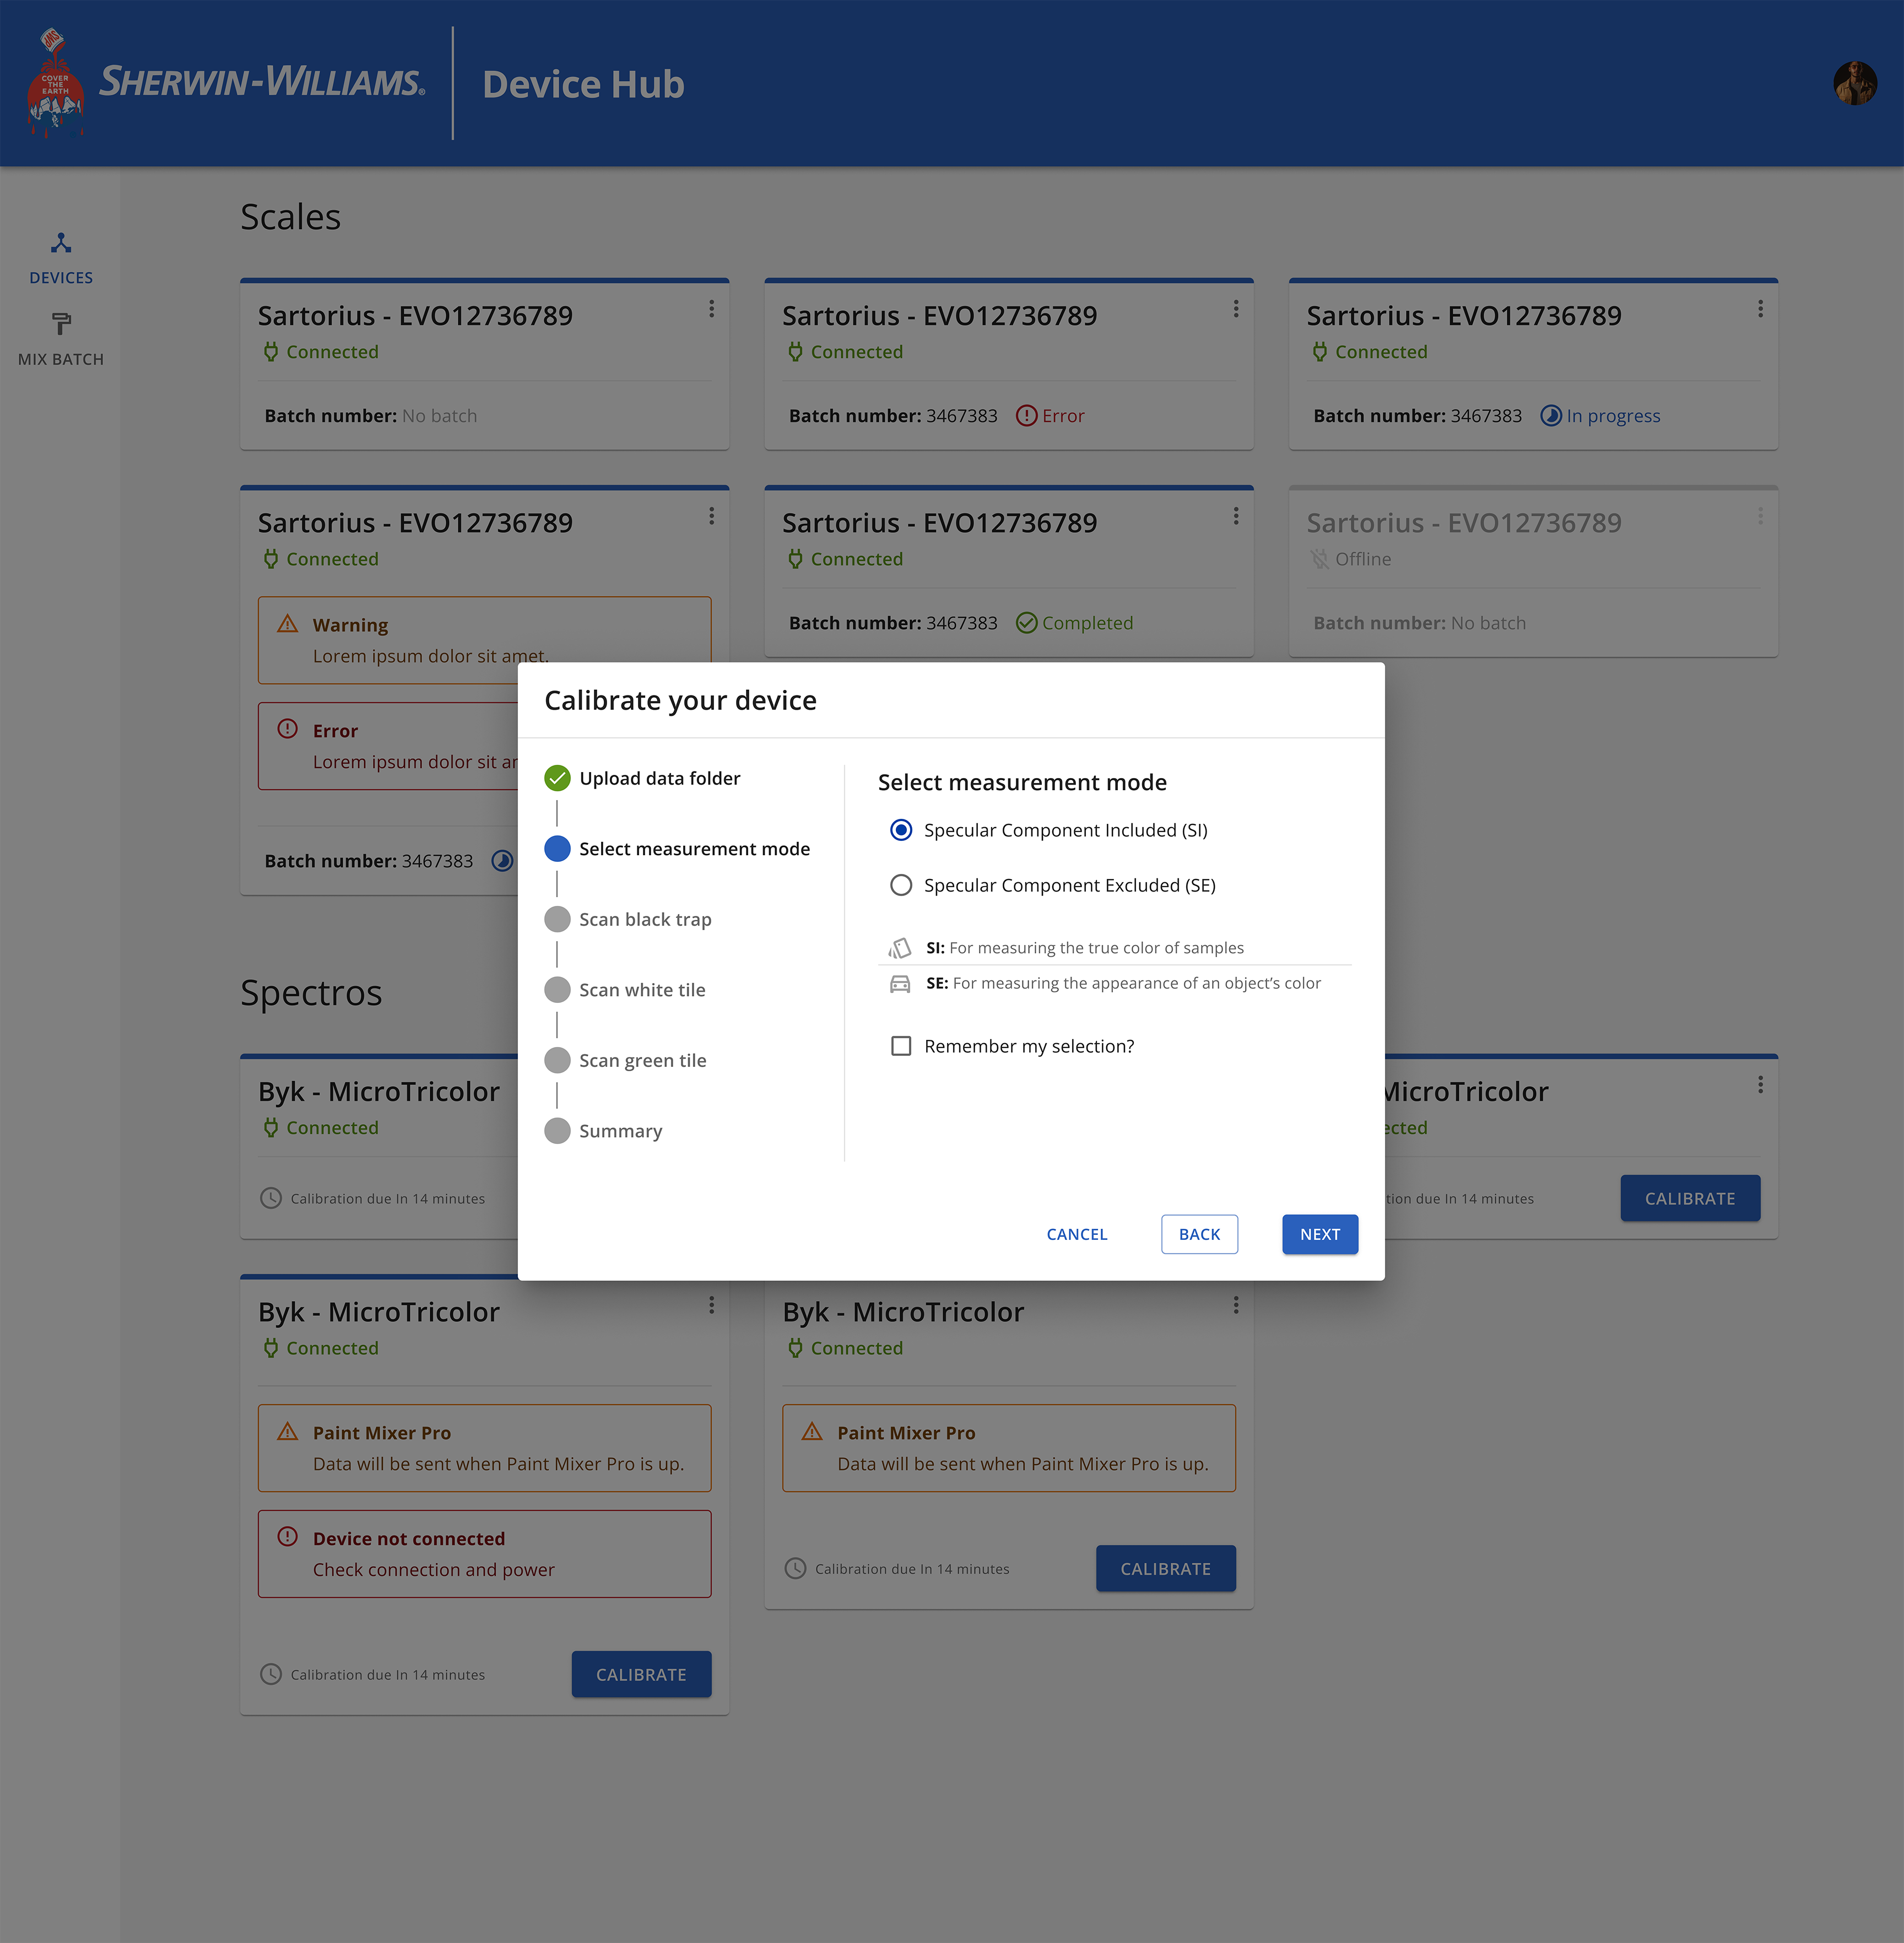 SWP
COVER
THE
EARTH
SHERWIN-WILLIAMS®
Device Hub
DEVICES
MIX BATCH
Scales
Sartorius - EVO12736789
Connected
Batch number: No batch
Sartorius - EVO12736789
Connected
Batch number: 3467383 Error
Sartorius - EVO12736789
Connected
Batch number: 3467383 In progress
Sartorius - EVO12736789
Connected
Warning
Lorem ipsum dolor sit amet.
Error
Lorem ipsum dolor sit ar
Batch number: 3467383
Sartorius - EVO12736789
Connected
Batch number: 3467383 Completed
Sartorius - EVO12736789
Offline
Batch number: No batch
Calibrate your device
Upload data folder
Select measurement mode
Scan black trap
Scan white tile
Scan green tile
Summary
Select measurement mode
Specular Component Included (SI)
Specular Component Excluded (SE)
SI: For measuring the true color of samples
SE: For measuring the appearance of an object’s color
Remember my selection?
CANCEL
BACK
NEXT
Spectros
Byk - MicroTricolor
Connected
Calibration due In 14 minutes
MicroTricolor
ected
tion due In 14 minutes
CALIBRATE
Byk - MicroTricolor
Connected
Paint Mixer Pro
Data will be sent when Paint Mixer Pro is up.
Device not connected
Check connection and power
Calibration due In 14 minutes
CALIBRATE
Byk - MicroTricolor
Connected
Paint Mixer Pro
Data will be sent when Paint Mixer Pro is up.
Calibration due In 14 minutes
CALIBRATE